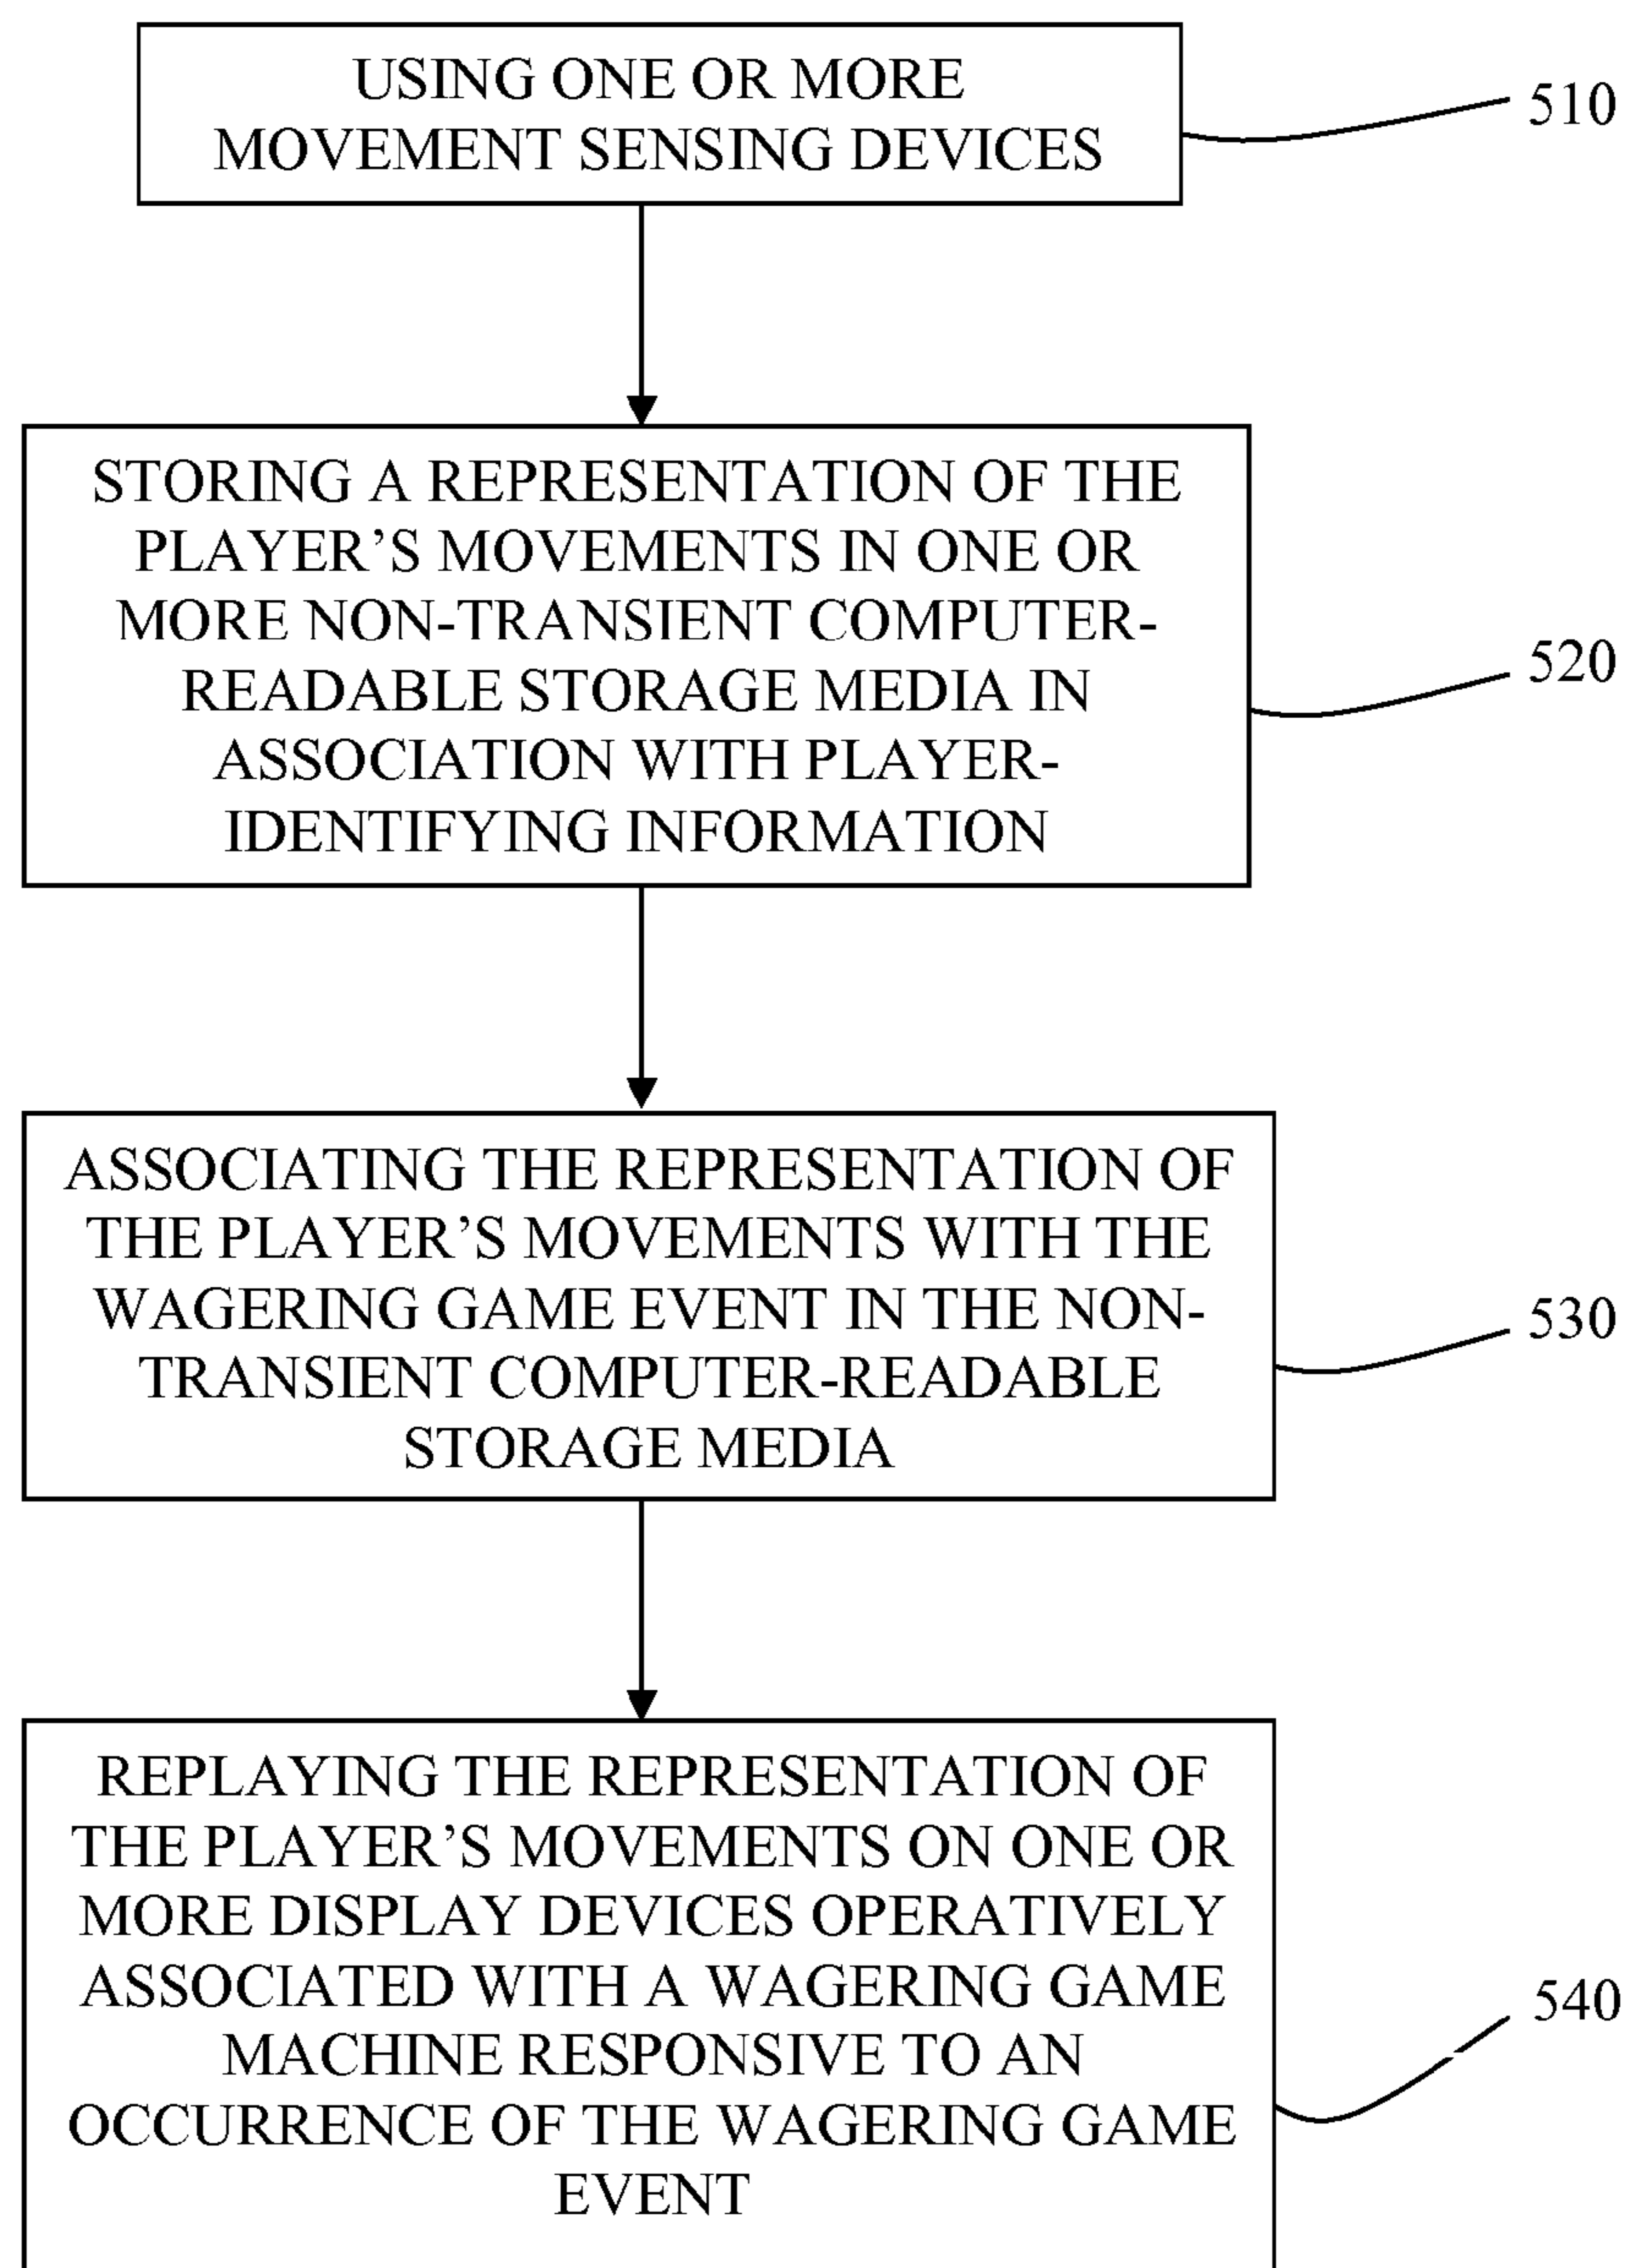 USING ONE OR MORE
MOVEMENT SENSING DEVICES
510
STORING A REPRESENTATION OF THE
PLAYER’S MOVEMENTS IN ONE OR
MORE NON-TRANSIENT COMPUTER-
READABLE STORAGE MEDIA IN
ASSOCIATION WITH PLAYER-
IDENTIFYING INFORMATION
520
ASSOCIATING THE REPRESENTATION OF
THE PLAYER’S MOVEMENTS WITH THE
WAGERING GAME EVENT IN THE NON-
TRANSIENT COMPUTER-READABLE
STORAGE MEDIA
530
REPLAYING THE REPRESENTATION OF
THE PLAYER’S MOVEMENTS ON ONE OR
MORE DISPLAY DEVICES OPERATIVELY
ASSOCIATED WITH A WAGERING GAME
MACHINE RESPONSIVE TO AN
OCCURRENCE OF THE WAGERING GAME
EVENT
540